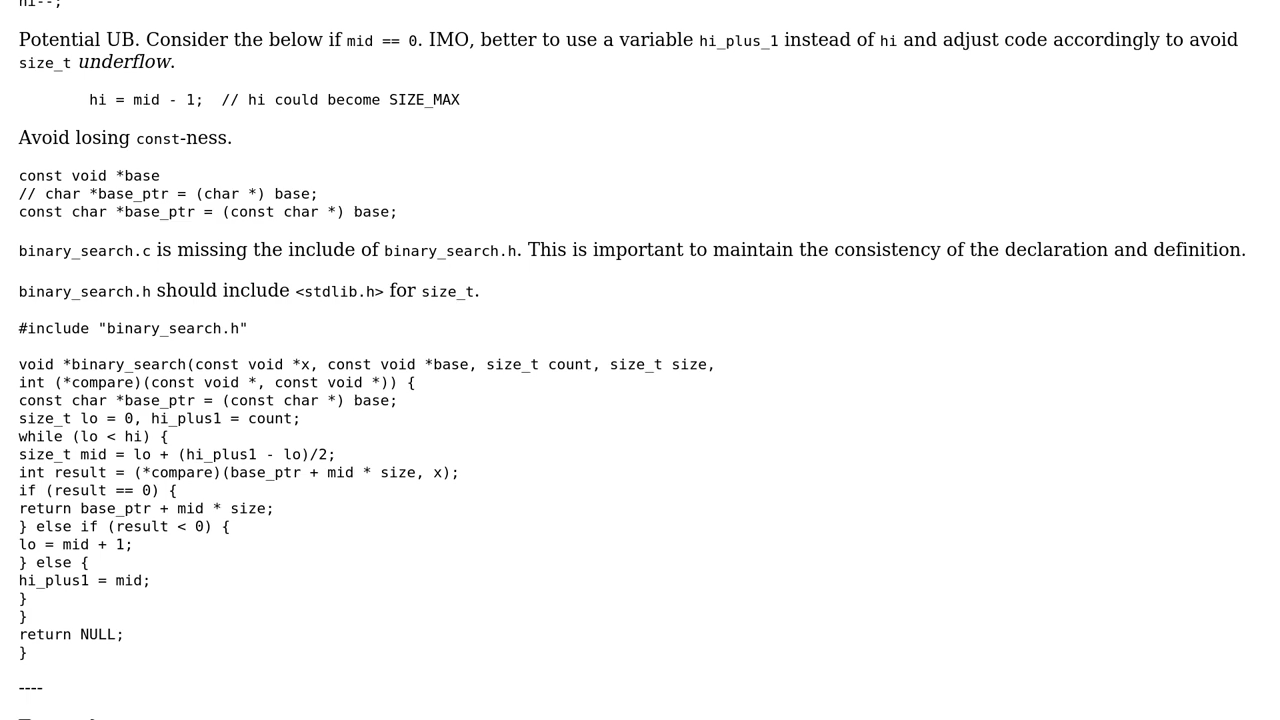 hi--;
Potential UB. Consider the below if mid == 0. IMO, better to use a variable hi_plus_1 instead of hi and adjust code accordingly to avoid
size_t underflow.
hi = mid - 1;  // hi could become SIZE_MAX
Avoid losing const-ness.
const void *base
// char *base_ptr = (char *) base;
const char *base_ptr = (const char *) base;
binary_search.c is missing the include of binary_search.h. This is important to maintain the consistency of the declaration and definition.
binary_search.h should include <stdlib.h> for size_t.
#include "binary_search.h"
void *binary_search(const void *x, const void *base, size_t count, size_t size,
int (*compare)(const void *, const void *)) {
const char *base_ptr = (const char *) base;
size_t lo = 0, hi_plus1 = count;
while (lo < hi) {
size_t mid = lo + (hi_plus1 - lo)/2;
int result = (*compare)(base_ptr + mid * size, x);
if (result == 0) {
return base_ptr + mid * size;
} else if (result < 0) {
lo = mid + 1;
} else {
hi_plus1 = mid;
}
}
return NULL;
}
----